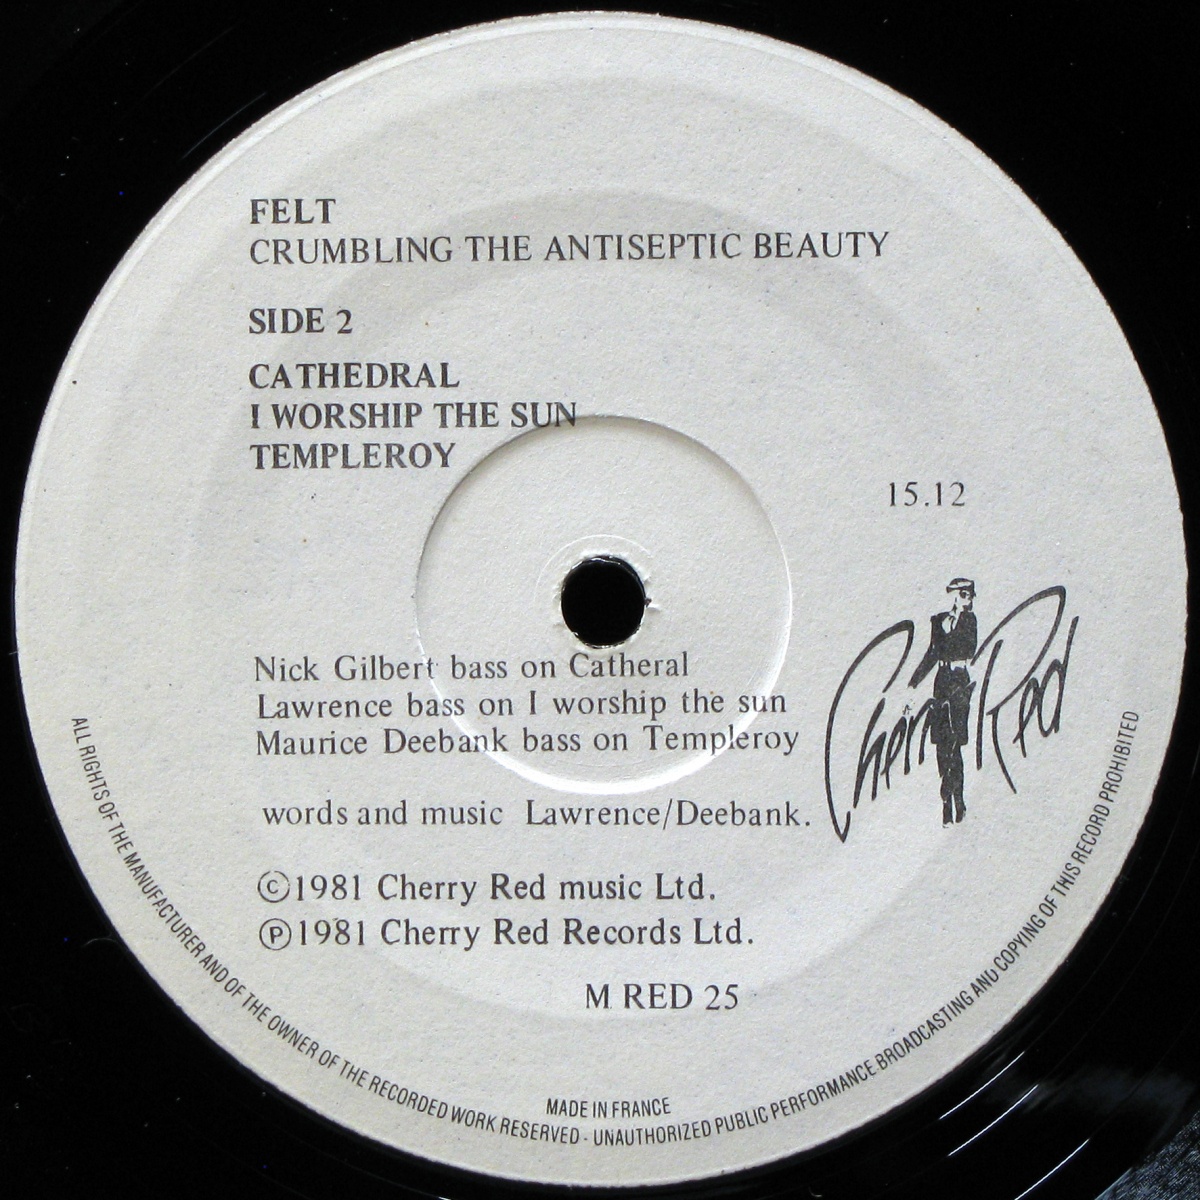 FELT
CRUMBLING THE ANTISEPTIC BEAUTY
SIDE 2
CATHEDRAL
I WORSHIP THE SUN
TEMPLEROY
15.12
Nick Gilbert bass on Catheral
Lawrence bass on I worship the sun
Maurice Deebank bass on Templeroy
Cherry Red
words and music Lawrence/Deebank.
©1981 Cherry Red music Ltd.
℗1981 Cherry Red Records Ltd.
M RED 25
MADE IN FRANCE
ALL RIGHTS OF THE MANUFACTURER AND OF THE OWNER OF THE RECORDED WORK RESERVED - UNAUTHORIZED PUBLIC PERFORMANCE BROADCASTING AND COPYING OF THIS RECORD PROHIBITED